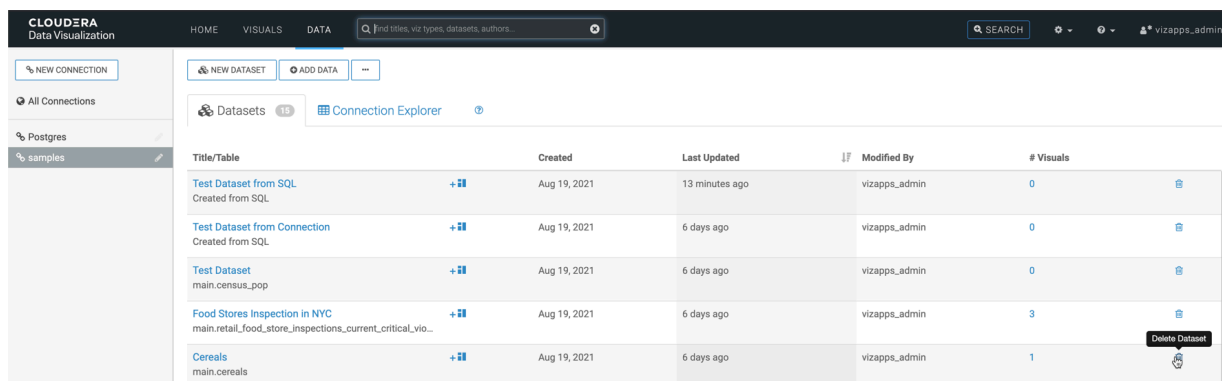 CLOUDERA
Data Visualization
HOME VISUALS DATA find titles, viz types, datasets, authors... SEARCH vizapps_admin
NEW CONNECTION NEW DATASET ADD DATA ...
All Connections
Datasets 15 Connection Explorer
Postgres
samples
Title/Table Created Last Updated Modified By # Visuals
Test Dataset from SQL Aug 19, 2021 13 minutes ago vizapps_admin 0
Created from SQL
Test Dataset from Connection Aug 19, 2021 6 days ago vizapps_admin 0
Created from SQL
Test Dataset Aug 19, 2021 6 days ago vizapps_admin 0
main.census_pop
Food Stores Inspection in NYC Aug 19, 2021 6 days ago vizapps_admin 3
main.retail_food_store_inspections_current_critical_vio...
Delete Dataset
Cereals Aug 19, 2021 6 days ago vizapps_admin 1
main.cereals